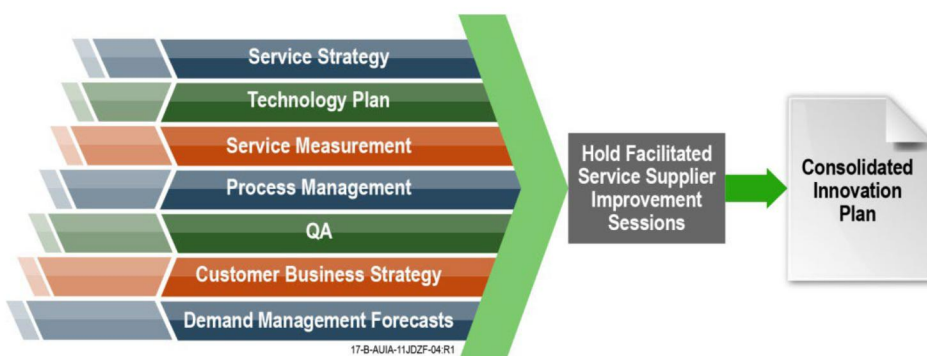 Service Strategy
Technology Plan
Service Measurement
Process Management
QA
Customer Business Strategy
Demand Management Forecasts
17-B-AUIA-11JDZF-04:R1
Hold Facilitated
Service Supplier
Improvement
Sessions
Consolidated
Innovation
Plan